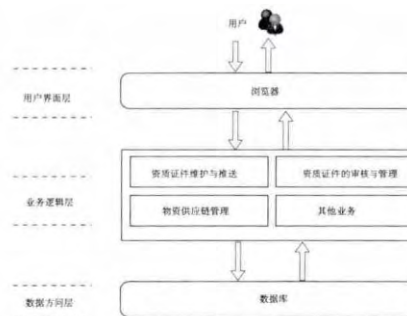 用户
用户界面层
浏览器
资质证件维护与推送
资质证件的审核与管理
业务逻辑层
物资供应链管理
其他业务
数据方问层
数据库